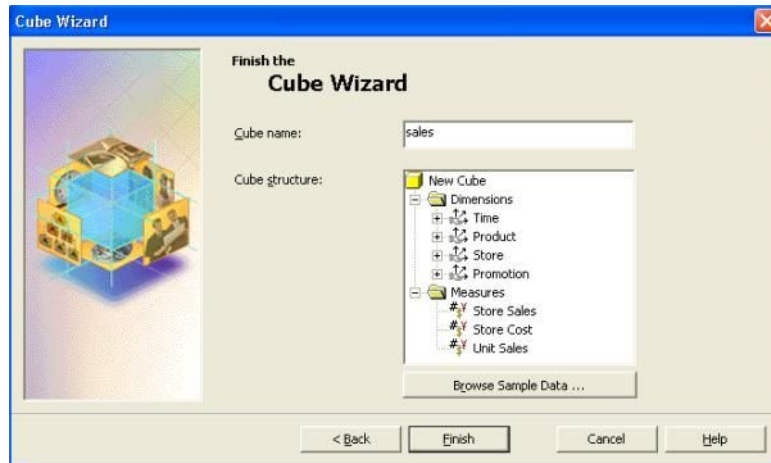 Cube Wizard
Finish the
Cube Wizard
Cube name:
sales
Cube structure:
New Cube
Dimensions
Time
Product
Store
Promotion
Measures
Store Sales
Store Cost
Unit Sales
Browse Sample Data ...
< Back
Finish
Cancel
Help